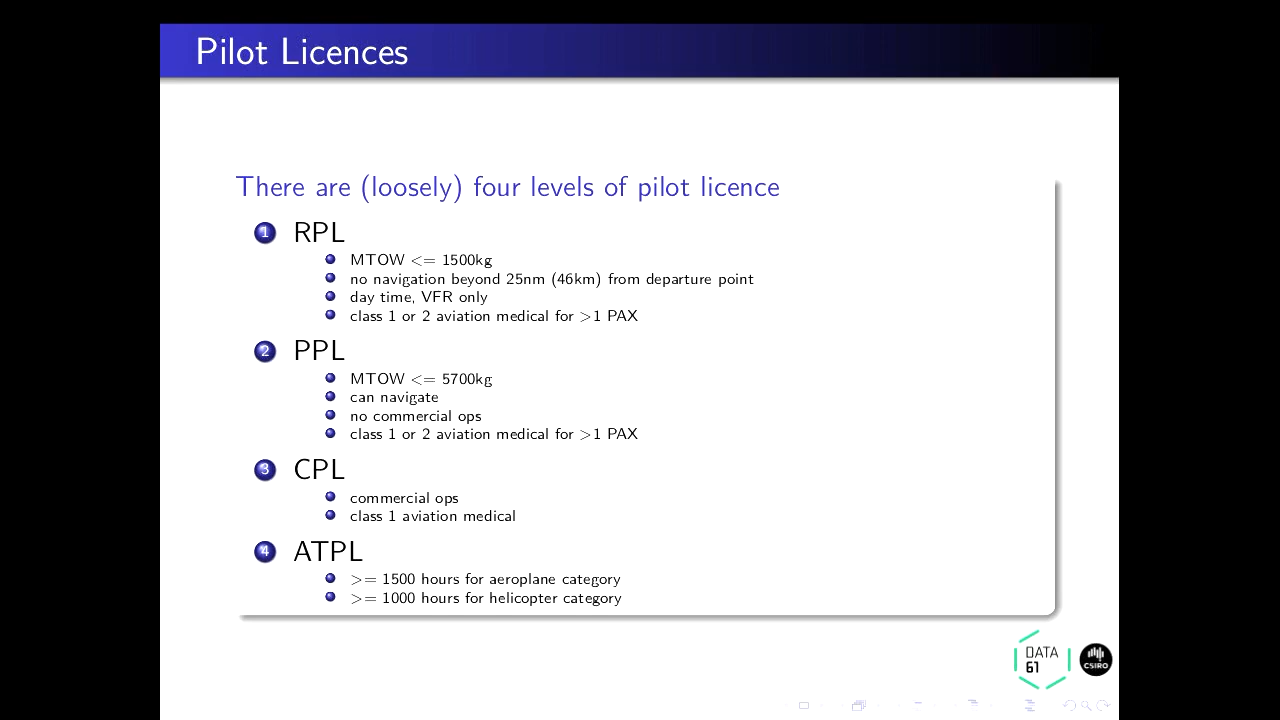 Pilot Licences
There are (loosely) four levels of pilot licence
1 RPL
MTOW <= 1500kg
no navigation beyond 25nm (46km) from departure point
day time, VFR only
class 1 or 2 aviation medical for >1 PAX
2 PPL
MTOW <= 5700kg
can navigate
no commercial ops
class 1 or 2 aviation medical for >1 PAX
3 CPL
commercial ops
class 1 aviation medical
4 ATPL
>= 1500 hours for aeroplane category
>= 1000 hours for helicopter category
DATA
61
CSIRO